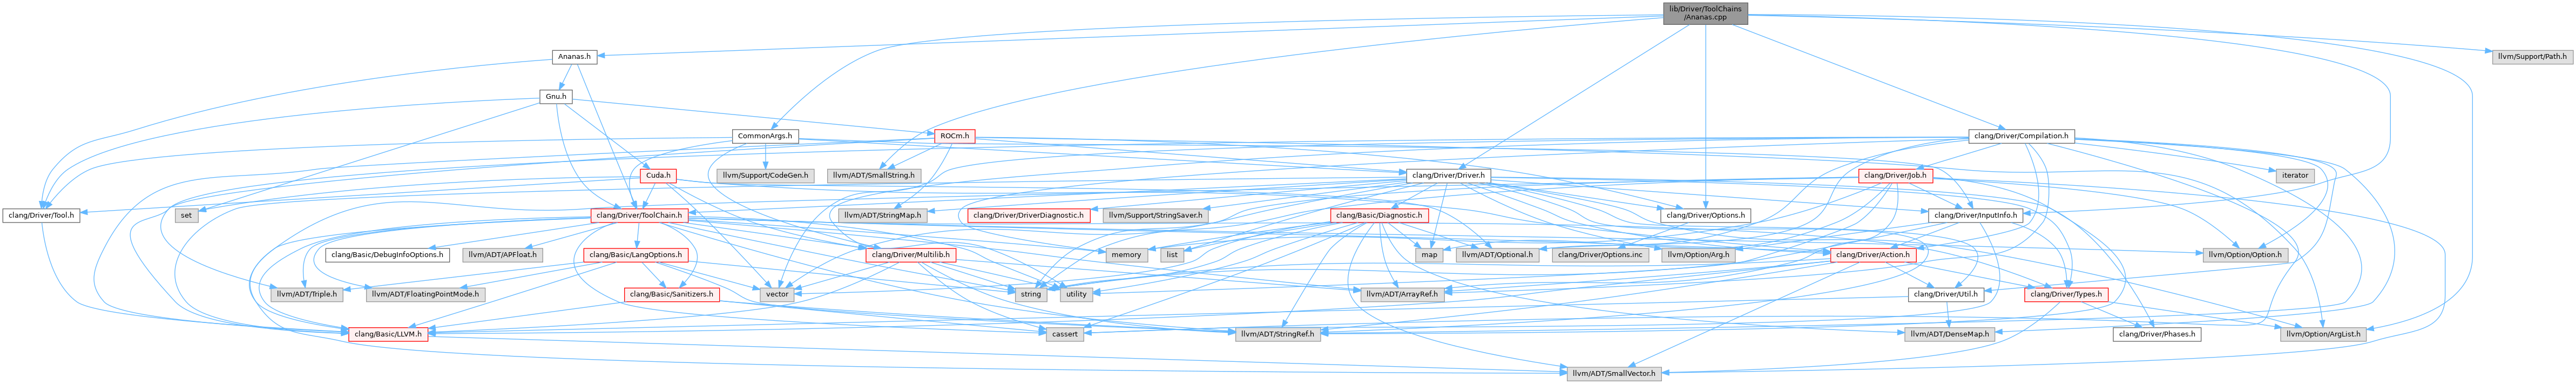 lib/Driver/ToolChains
/Ananas.cpp
Ananas.h
llvm/Support/Path.h
Gnu.h
CommonArgs.h
ROCm.h
clang/Driver/Compilation.h
Cuda.h
llvm/Support/CodeGen.h
llvm/ADT/SmallString.h
clang/Driver/Driver.h
clang/Driver/Job.h
iterator
clang/Driver/Tool.h
set
clang/Driver/ToolChain.h
llvm/ADT/StringMap.h
clang/Driver/DriverDiagnostic.h
llvm/Support/StringSaver.h
clang/Basic/Diagnostic.h
clang/Driver/Options.h
clang/Driver/InputInfo.h
clang/Basic/DebugInfoOptions.h
llvm/ADT/APFloat.h
clang/Basic/LangOptions.h
clang/Driver/Multilib.h
memory
list
map
llvm/ADT/Optional.h
clang/Driver/Options.inc
llvm/Option/Arg.h
clang/Driver/Action.h
llvm/Option/Option.h
llvm/ADT/Triple.h
llvm/ADT/FloatingPointMode.h
clang/Basic/Sanitizers.h
vector
string
utility
llvm/ADT/ArrayRef.h
clang/Driver/Util.h
clang/Driver/Types.h
clang/Basic/LLVM.h
cassert
llvm/ADT/StringRef.h
llvm/ADT/DenseMap.h
clang/Driver/Phases.h
llvm/Option/ArgList.h
llvm/ADT/SmallVector.h